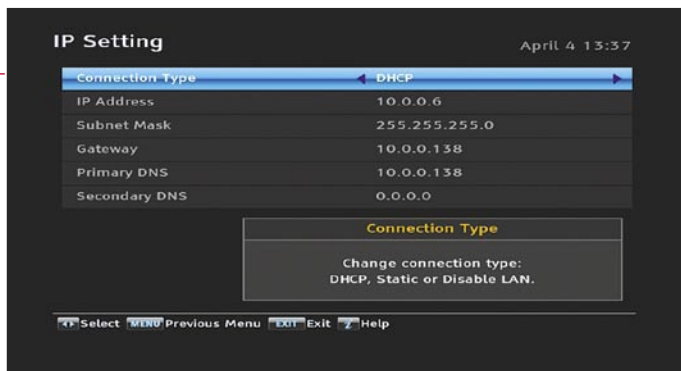 IP Setting April 4 13:37
Connection Type DHCP
IP Address 10.0.0.6
Subnet Mask 255.255.255.0
Gateway 10.0.0.138
Primary DNS 10.0.0.138
Secondary DNS 0.0.0.0
Connection Type
Change connection type:
DHCP, Static or Disable LAN.
Select MENU Previous Menu EXIT Exit i Help